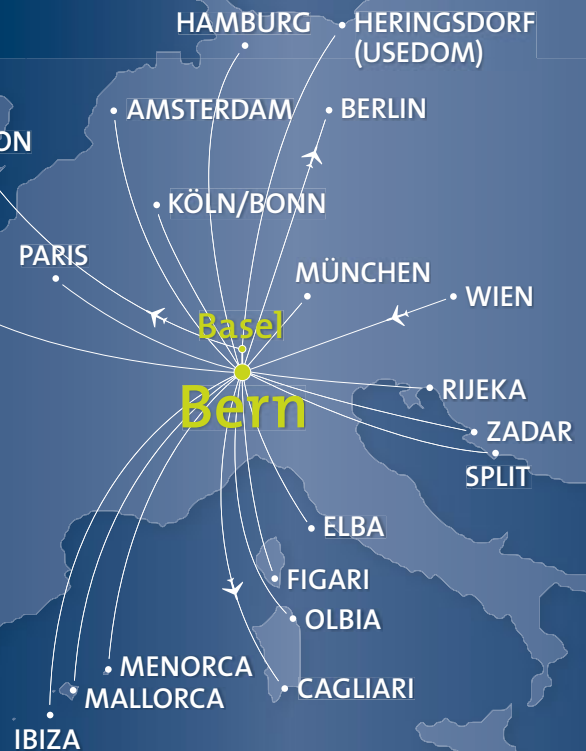 HAMBURG
HERINGSDORF
(USEDOM)
AMSTERDAM
BERLIN
ON
KÖLN/BONN
PARIS
MÜNCHEN
WIEN
Basel
Bern
RIJEKA
ZADAR
SPLIT
ELBA
FIGARI
OLBIA
MENORCA
CAGLIARI
MALLORCA
IBIZA